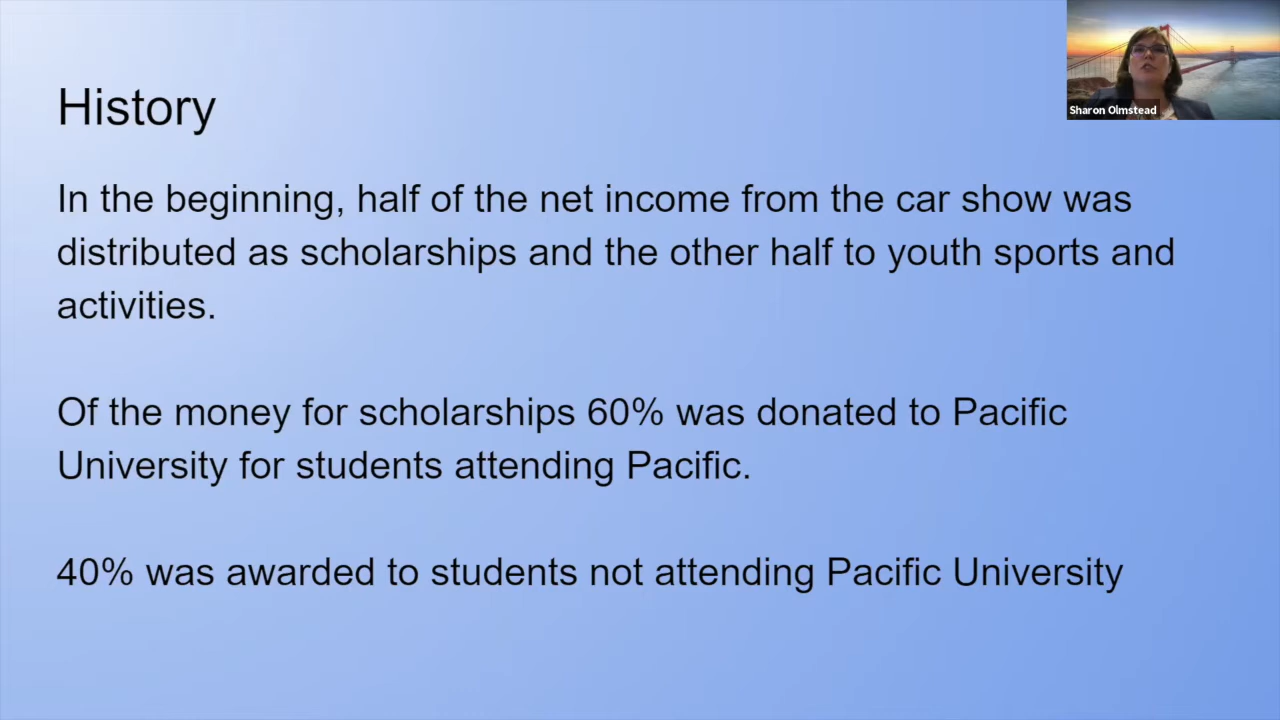 History
In the beginning, half of the net income from the car show was
distributed as scholarships and the other half to youth sports and
activities.
Of the money for scholarships 60% was donated to Pacific
University for students attending Pacific.
40% was awarded to students not attending Pacific University
Sharon Olmstead